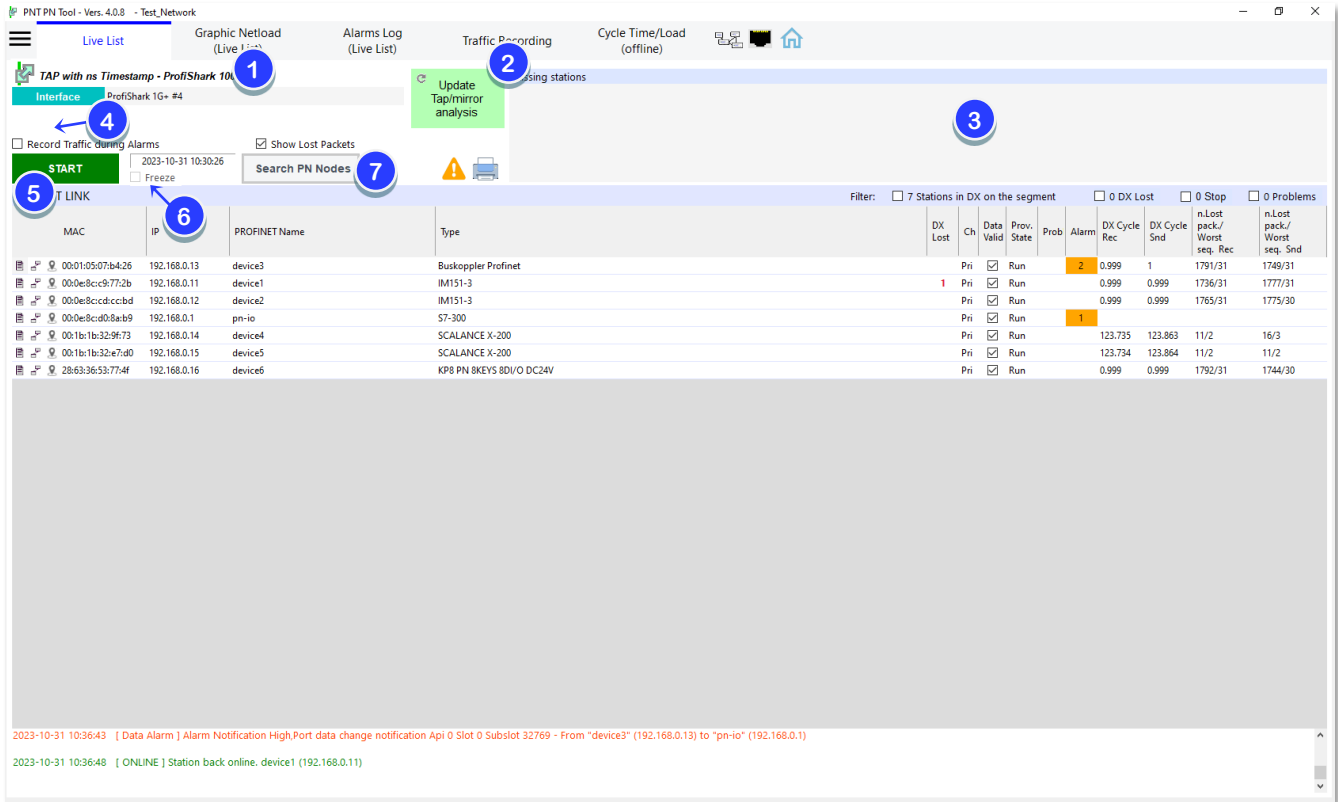 PNT PN Tool - Vers. 4.0.8 - Test_Network
Live List
Graphic Netload
(Live List)
Alarms Log
(Live List)
Traffic Recording
Cycle Time/Load
(offline)
1
2
TAP with ns Timestamp - ProfiShark
Update
Tap/mirror
analysis
stations
Interface ProfiShark 1G+ #4
3
4
Record Traffic during Alarms
Show Lost Packets
START
2023-10-31 10:30:26
Freeze
Search PN Nodes
7
5
LINK
6
Filter: 7 Stations in DX on the segment 0 DX Lost 0 Stop 0 Problems
MAC IP PROFINET Name Type DX Lost Ch Data Valid Prov. State Prob Alarm DX Cycle Rec DX Cycle Snd n.Lost pack./ Worst seq. Rec n.Lost pack./ Worst seq. Snd
00:01:05:07:b4:26 192.168.0.13 device3 Buskoppler Profinet Pri Run 2 0.999 1 1791/31 1749/31
00:0e:8c:c9:77:2b 192.168.0.11 device1 IM151-3 1 Pri Run 0.999 0.999 1736/31 1777/31
00:0e:8c:cd:cc:bd 192.168.0.12 device2 IM151-3 Pri Run 0.999 0.999 1765/31 1775/30
00:0e:8c:d0:8a:b9 192.168.0.1 pn-io S7-300 Pri Run 1
00:1b:1b:32:9f:73 192.168.0.14 device4 SCALANCE X-200 Pri Run 123.735 123.863 11/2 16/3
00:1b:1b:32:e7:d0 192.168.0.15 device5 SCALANCE X-200 Pri Run 123.734 123.864 11/2 11/2
28:63:36:53:77:4f 192.168.0.16 device6 KP8 PN 8KEYS 8DI/O DC24V Pri Run 0.999 0.999 1792/31 1744/30
2023-10-31 10:36:43 [ Data Alarm ] Alarm Notification High,Port data change notification Api 0 Slot 0 Subslot 32769 - From "device3" (192.168.0.13) to "pn-io" (192.168.0.1)
2023-10-31 10:36:48 [ ONLINE ] Station back online. device1 (192.168.0.11)